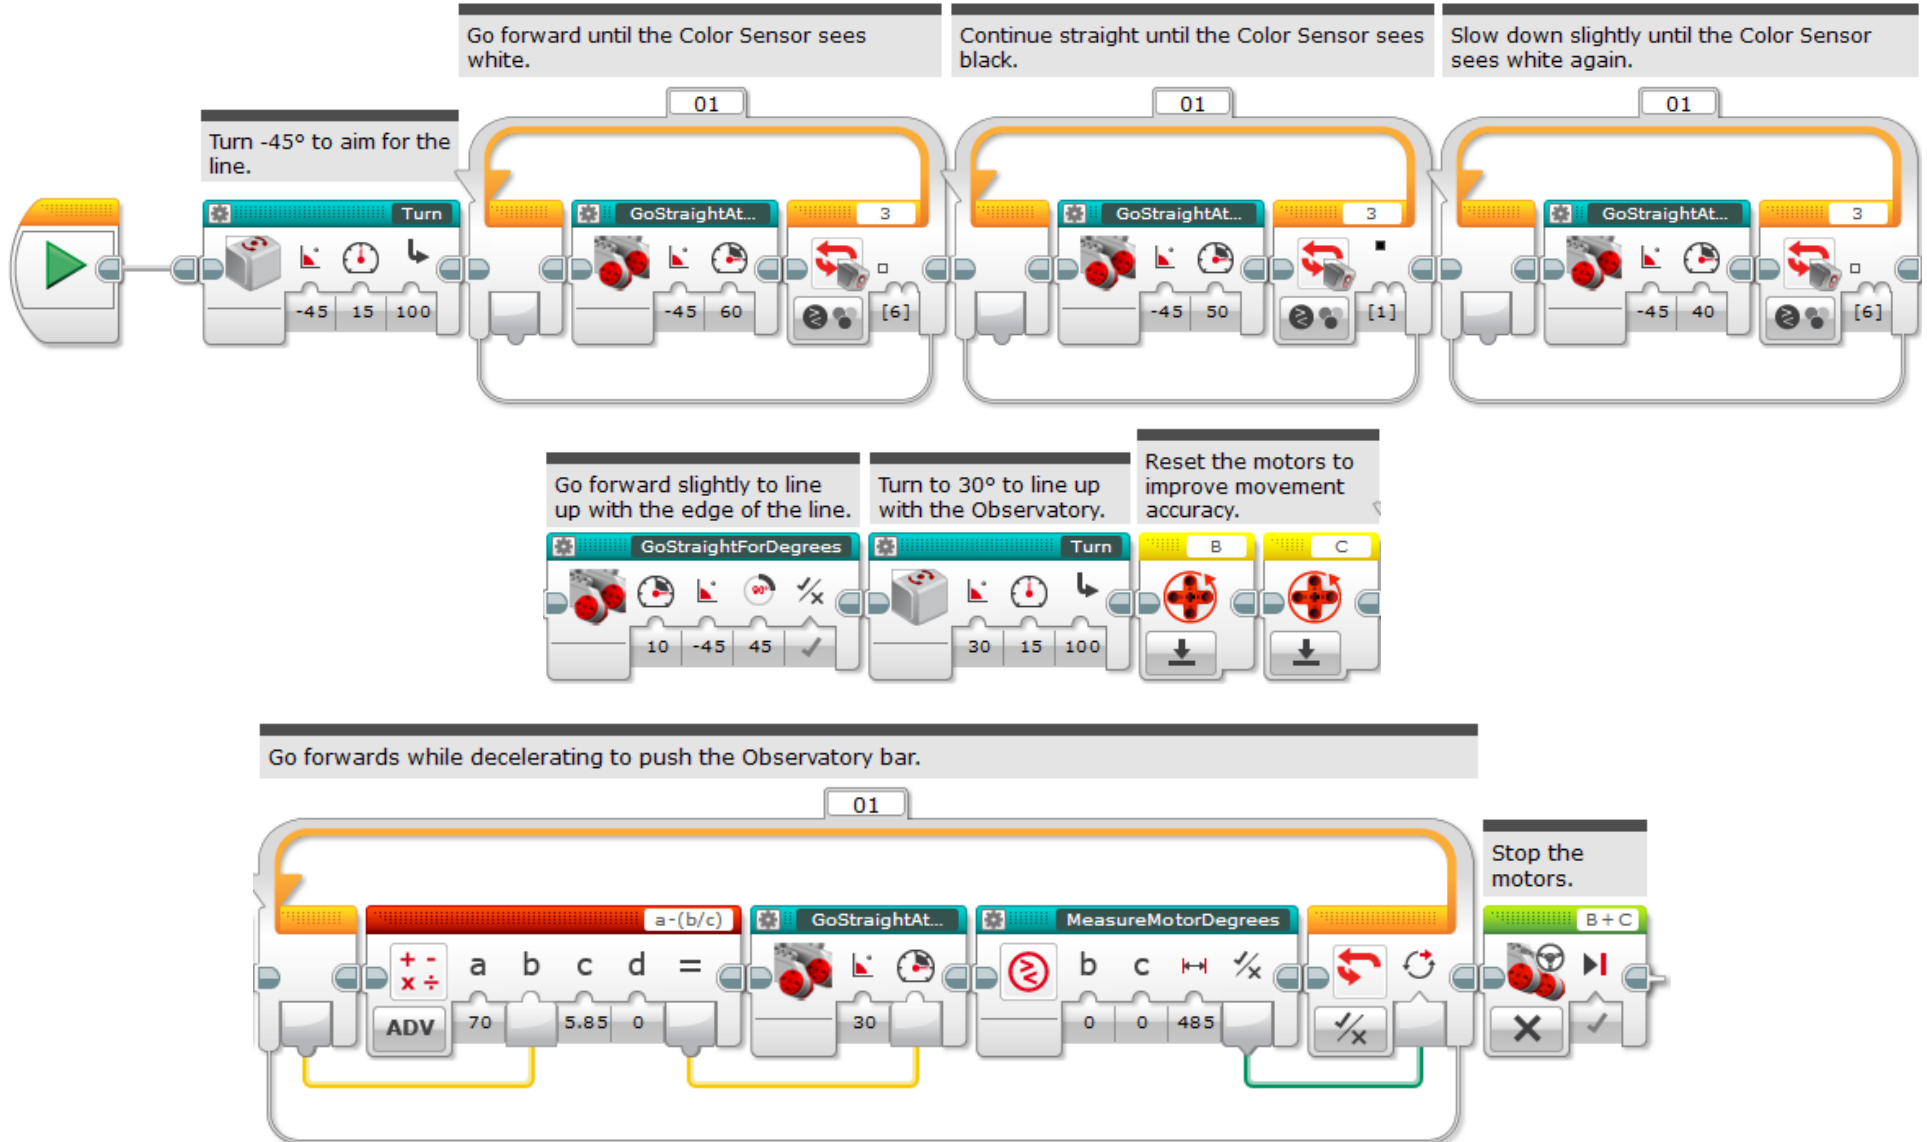 Go forward until the Color Sensor sees
white.
Continue straight until the Color Sensor sees
black.
Slow down slightly until the Color Sensor
sees white again.
01
01
01
Turn -45° to aim for the
line.
Turn
GoStraightAt...
3
GoStraightAt...
3
GoStraightAt...
3
-45 15 100
-45 60
[6]
-45 50
[1]
-45 40
[6]
Go forward slightly to line
up with the edge of the line.
Turn to 30° to line up
with the Observatory.
Reset the motors to
improve movement
accuracy.
GoStraightForDegrees
Turn
B
C
90°
10 -45 45
30 15 100
Go forwards while decelerating to push the Observatory bar.
01
Stop the
motors.
a-(b/c)
GoStraightAt...
MeasureMotorDegrees
B+C
+ - × ÷
a b c d =
b c
ADV
70 5.85 0
30
0 0 485